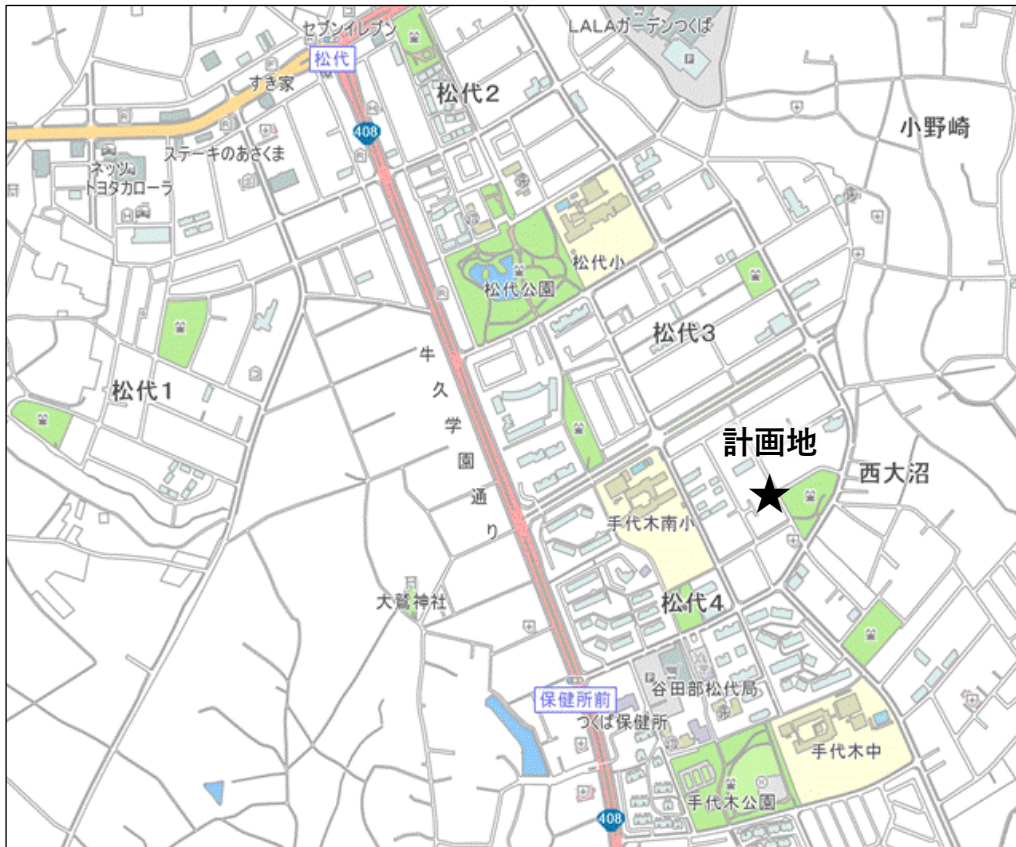 セブンイレブン
LALAガーデンつくば
松代
すき家
松代2
408
小野崎
ステーキのあさくま
ネッツ
トヨタカローラ
松代小
松代公園
松代3
牛久学園通り
松代1
計画地
西大沼
手代木南小
大鷲神社
松代4
谷田部松代局
保健所前
つくば保健所
手代木中
手代木公園
408